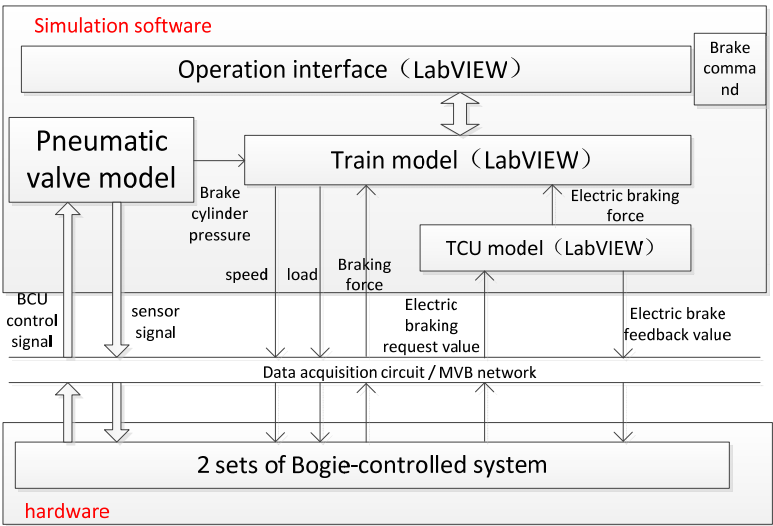 Simulation software
Operation interface（LabVIEW）
Brake
comma
nd
Pneumatic
valve model
Train model（LabVIEW）
Brake
cylinder
pressure
Electric braking
force
TCU model（LabVIEW）
speed
load
Braking
force
BCU
control
signal
sensor
signal
Electric
braking
request value
Electric brake
feedback value
Data acquisition circuit / MVB network
2 sets of Bogie-controlled system
hardware